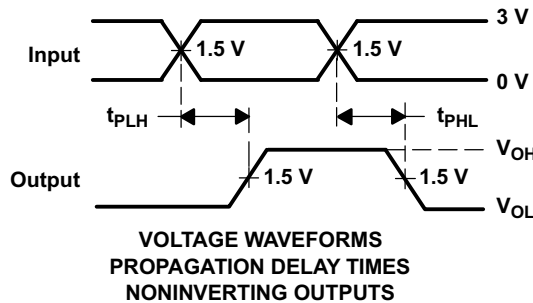 3 V
Input
1.5 V
1.5 V
0 V
tPLH
tPHL
VOH
Output
1.5 V
1.5 V
VOL
VOLTAGE WAVEFORMS
PROPAGATION DELAY TIMES
NONINVERTING OUTPUTS